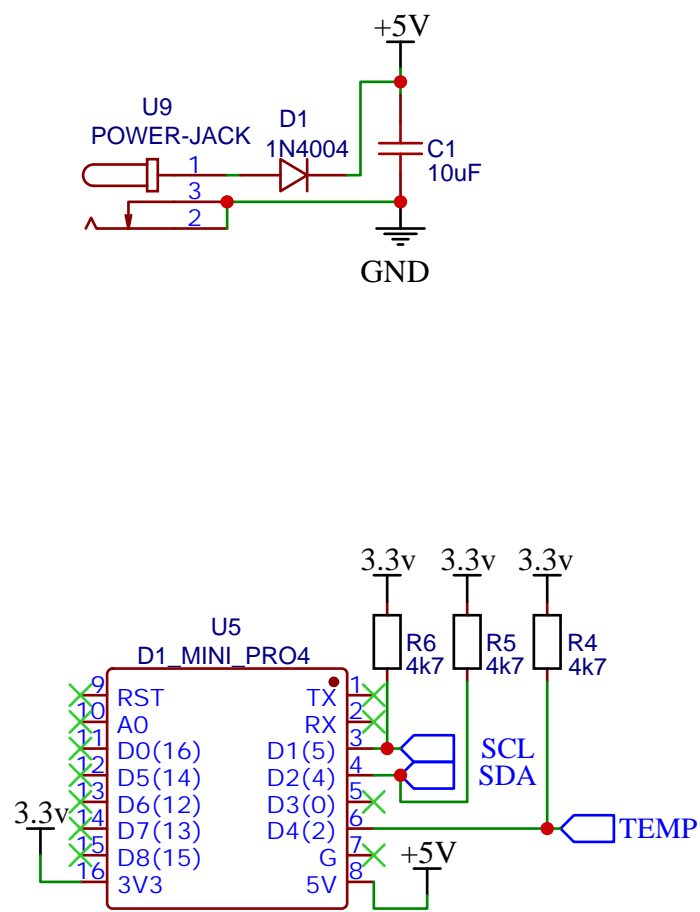 +5V
U9
POWER-JACK
D1
1N4004
1
3
2
C1
10uF
GND
3.3v 3.3v 3.3v
R6
4k7
R5
4k7
R4
4k7
U5
D1_MINI_PRO4
9 RST TX 1
10 A0 RX 2
11 D0(16) D1(5) 3 SCL
12 D5(14) D2(4) 4 SDA
13 D6(12) D3(0) 5
3.3v 14 D7(13) D4(2) 6 TEMP
15 D8(15) G 7 +5V
16 3V3 5V 8